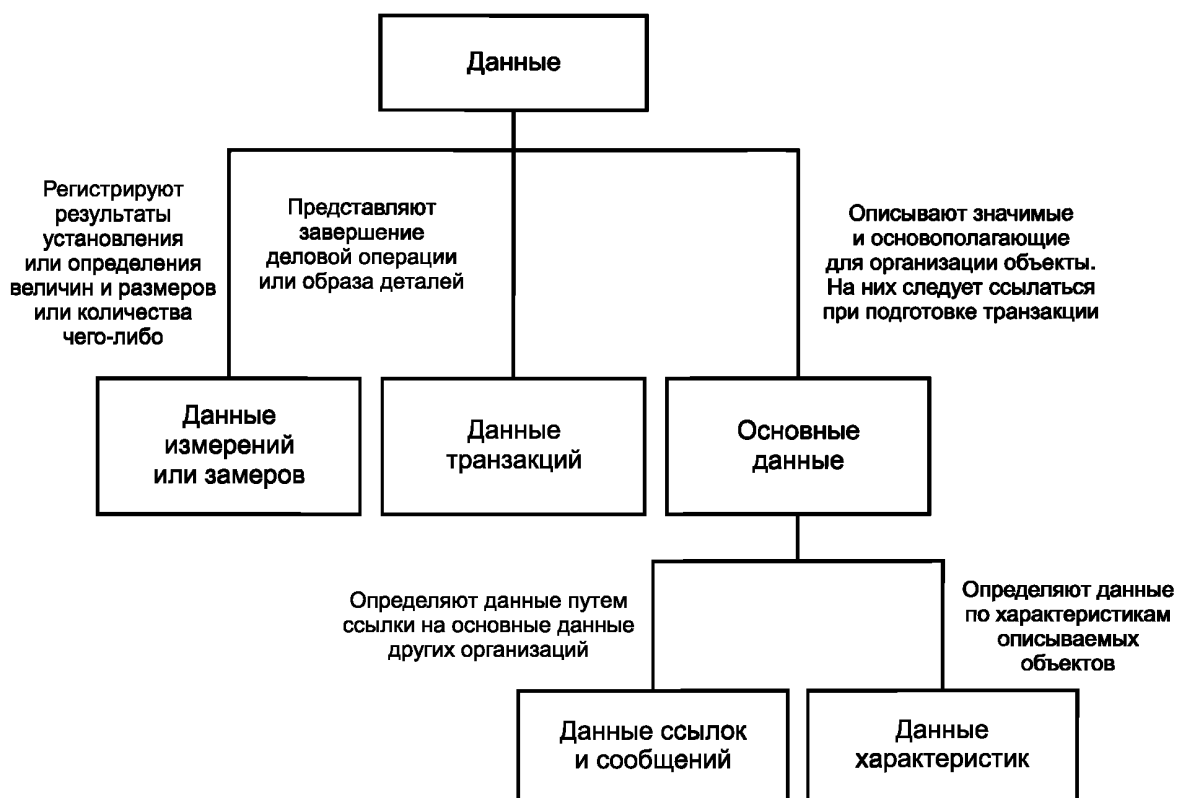 Данные
Регистрируют
результаты
установления
или определения
величин и размеров
или количества
чего-либо
Представляют
завершение
деловой операции
или образа деталей
Описывают значимые
и основополагающие
для организации объекты.
На них следует ссылаться
при подготовке транзакции
Данные
измерений
или замеров
Данные
транзакций
Основные
данные
Определяют данные путем
ссылки на основные данные
других организаций
Определяют данные
по характеристикам
описываемых
объектов
Данные ссылок
и сообщений
Данные
характеристик